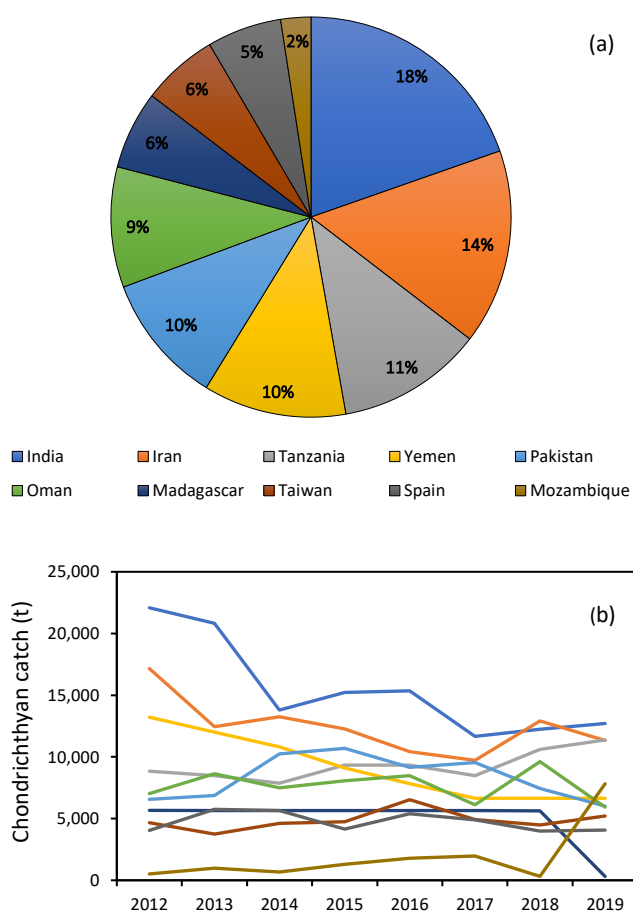 (a)
2%
5%
18%
6%
6%
9%
14%
10%
11%
10%
India Iran Tanzania Yemen Pakistan
Oman Madagascar Taiwan Spain Mozambique
25,000
(b)
20,000
15,000
10,000
5,000
0
Chondrichthyan catch (t)
2012 2013 2014 2015 2016 2017 2018 2019